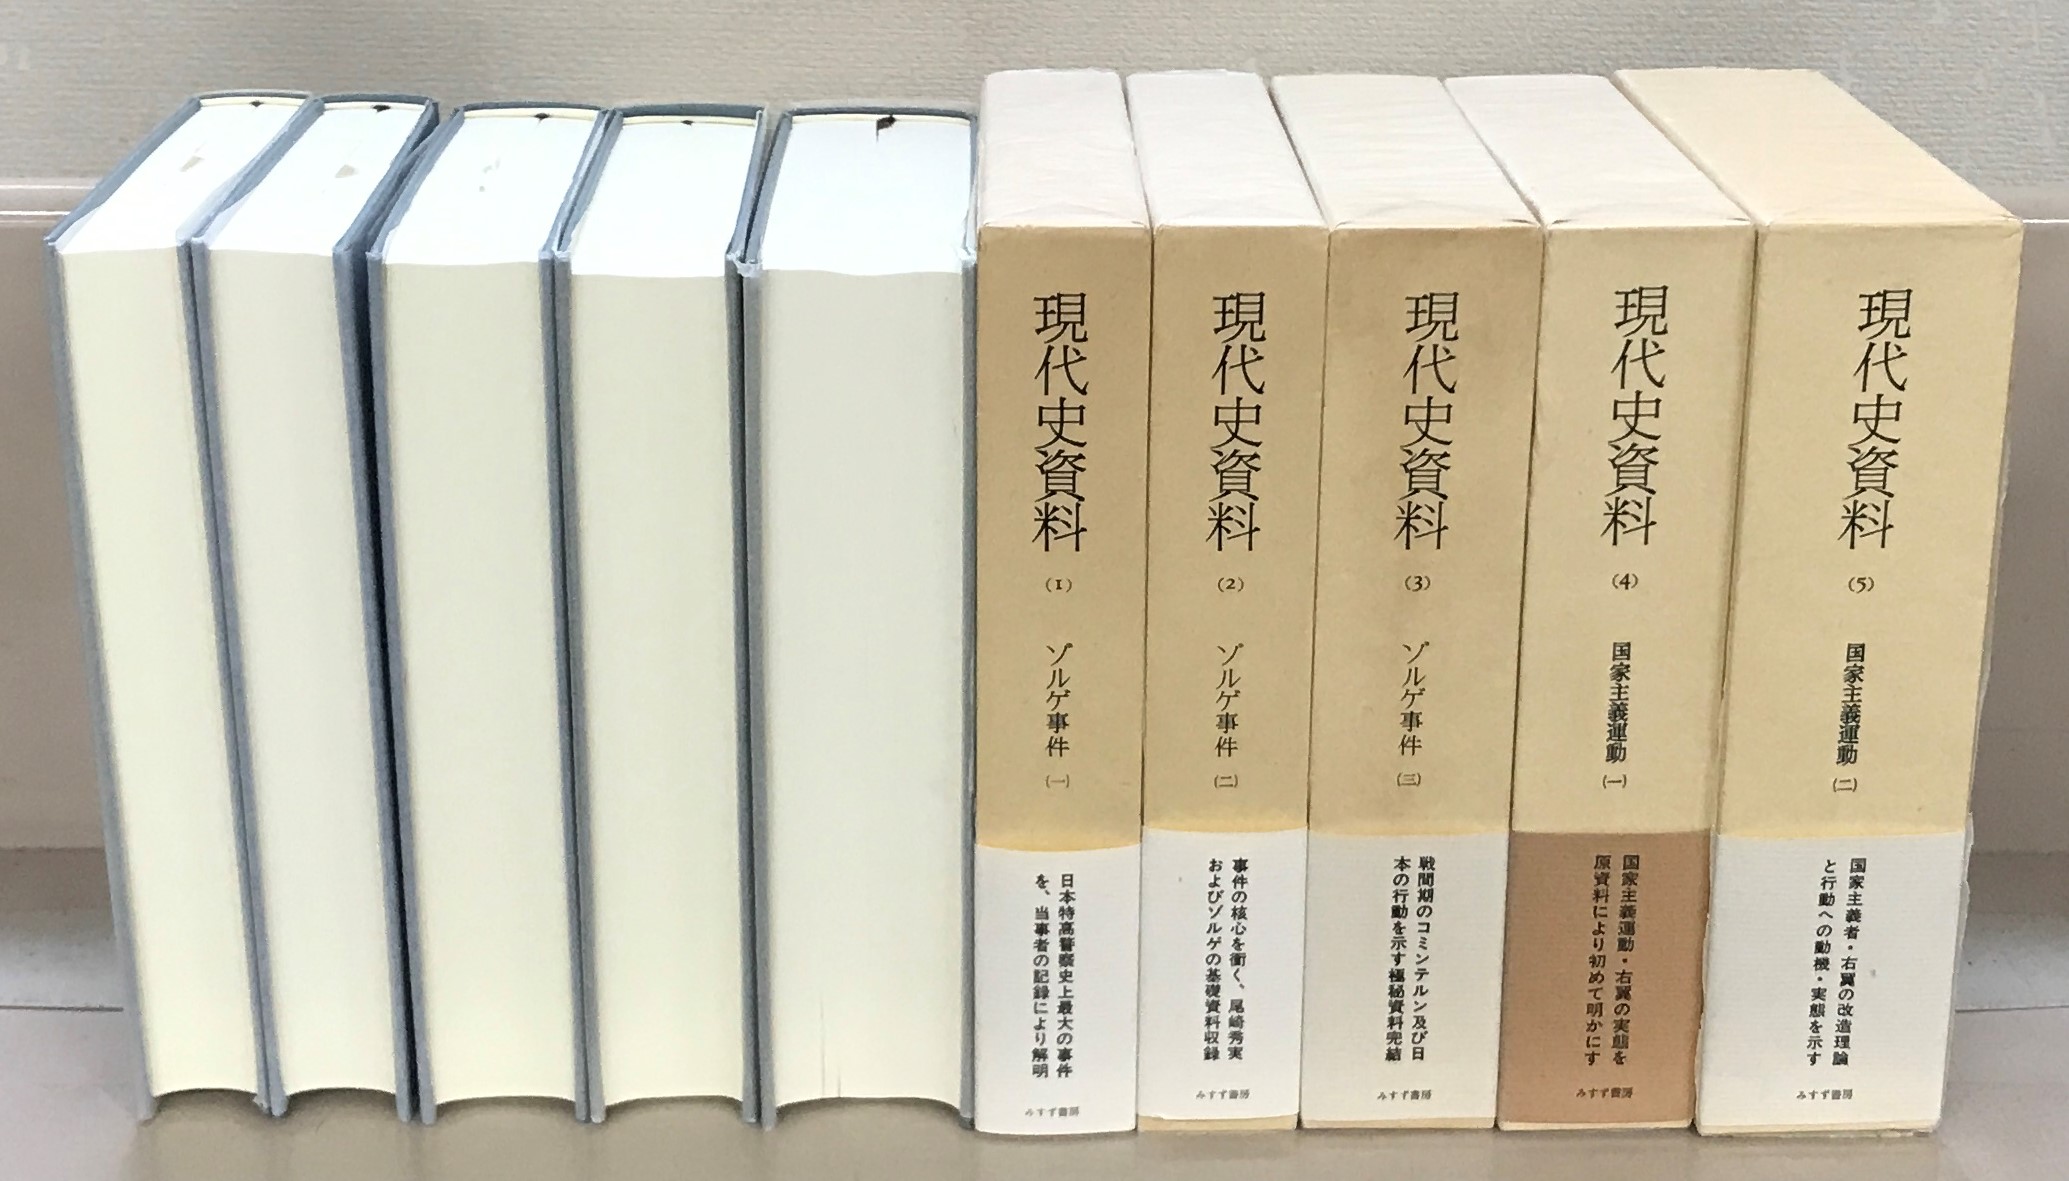 現代史資料
(1)
ゾルゲ事件
(一)
日本特高警察史上最大の事件
を、当事者の記録により解明
みすず書房
現代史資料
(2)
ゾルゲ事件
(二)
事件の核心を衝く、尾崎秀実
およびゾルゲの基礎資料収録
みすず書房
現代史資料
(3)
ゾルゲ事件
(三)
戦間期のコミンテルン及び日
本の行動を示す極秘資料完結
みすず書房
現代史資料
(4)
国家主義運動
(一)
国家主義運動・右翼の実態を
原資料により初めて明かにす
みすず書房
現代史資料
(5)
国家主義運動
(二)
国家主義者・右翼の改造理論
と行動への動機・実態を示す
みすず書房